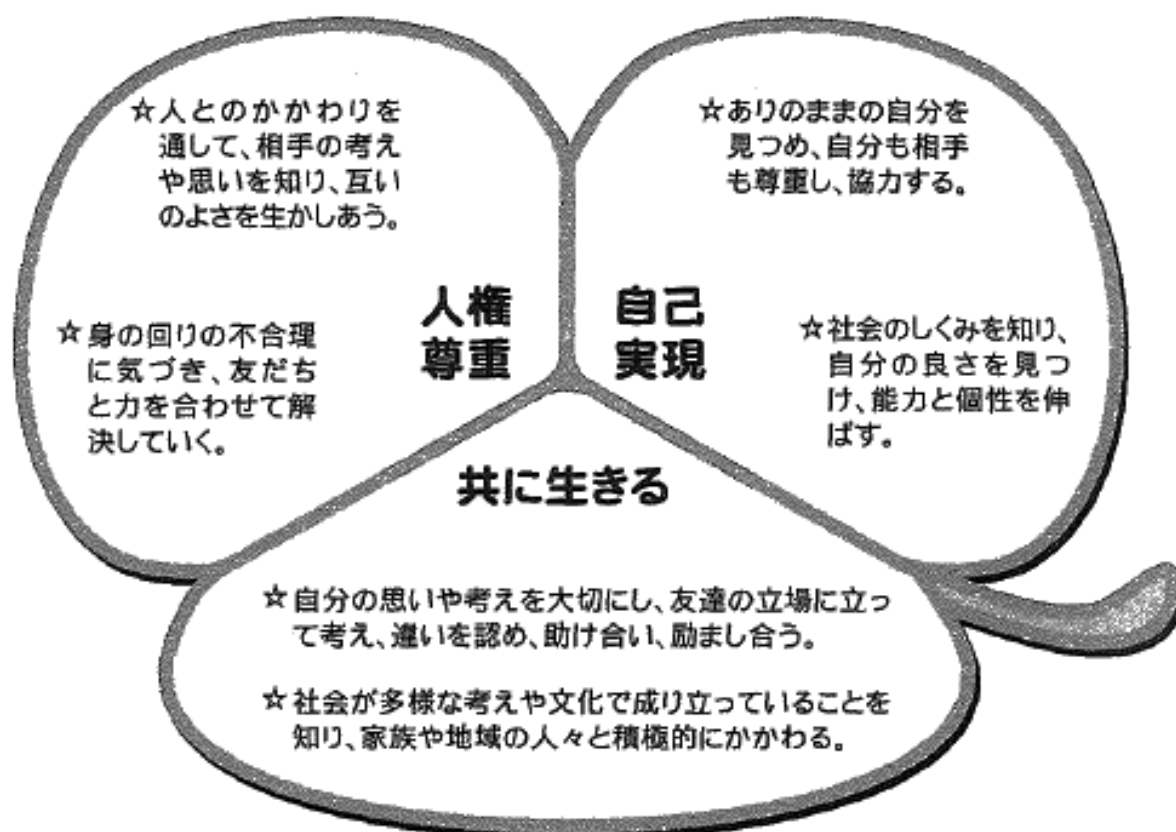 ☆人とのかかわりを
通して、相手の考え
や思いを知り、互い
のよさを生かしあう。
☆身の回りの不合理
に気づき、友だち
と力を合わせて解
決していく。
人権
尊重
☆ありのままの自分を
見つめ、自分も相手
も尊重し、協力する。
☆社会のしくみを知り、
自分の良さを見つ
け、能力と個性を伸
ばす。
自己
実現
共に生きる
☆自分の思いや考えを大切にし、友達の立場に立っ
て考え、違いを認め、助け合い、励まし合う。
☆社会が多様な考えや文化で成り立っていることを
知り、家族や地域の人々と積極的にかかわる。